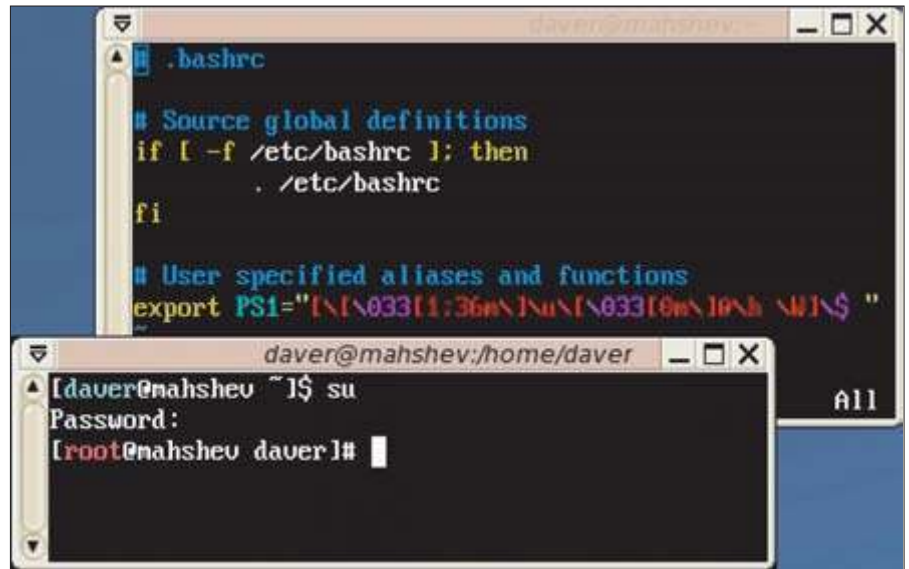 daver@mahshev:~
# .bashrc
# Source global definitions
if [ -f /etc/bashrc ]; then
. /etc/bashrc
fi
# User specified aliases and functions
export PS1="[\[\033[1;36m\]\u\[\033[0m\]@\h \W]\$ "
~
All
daver@mahshev:/home/daver
[daver@mahshev ~]$ su
Password:
[root@mahshev daver]#